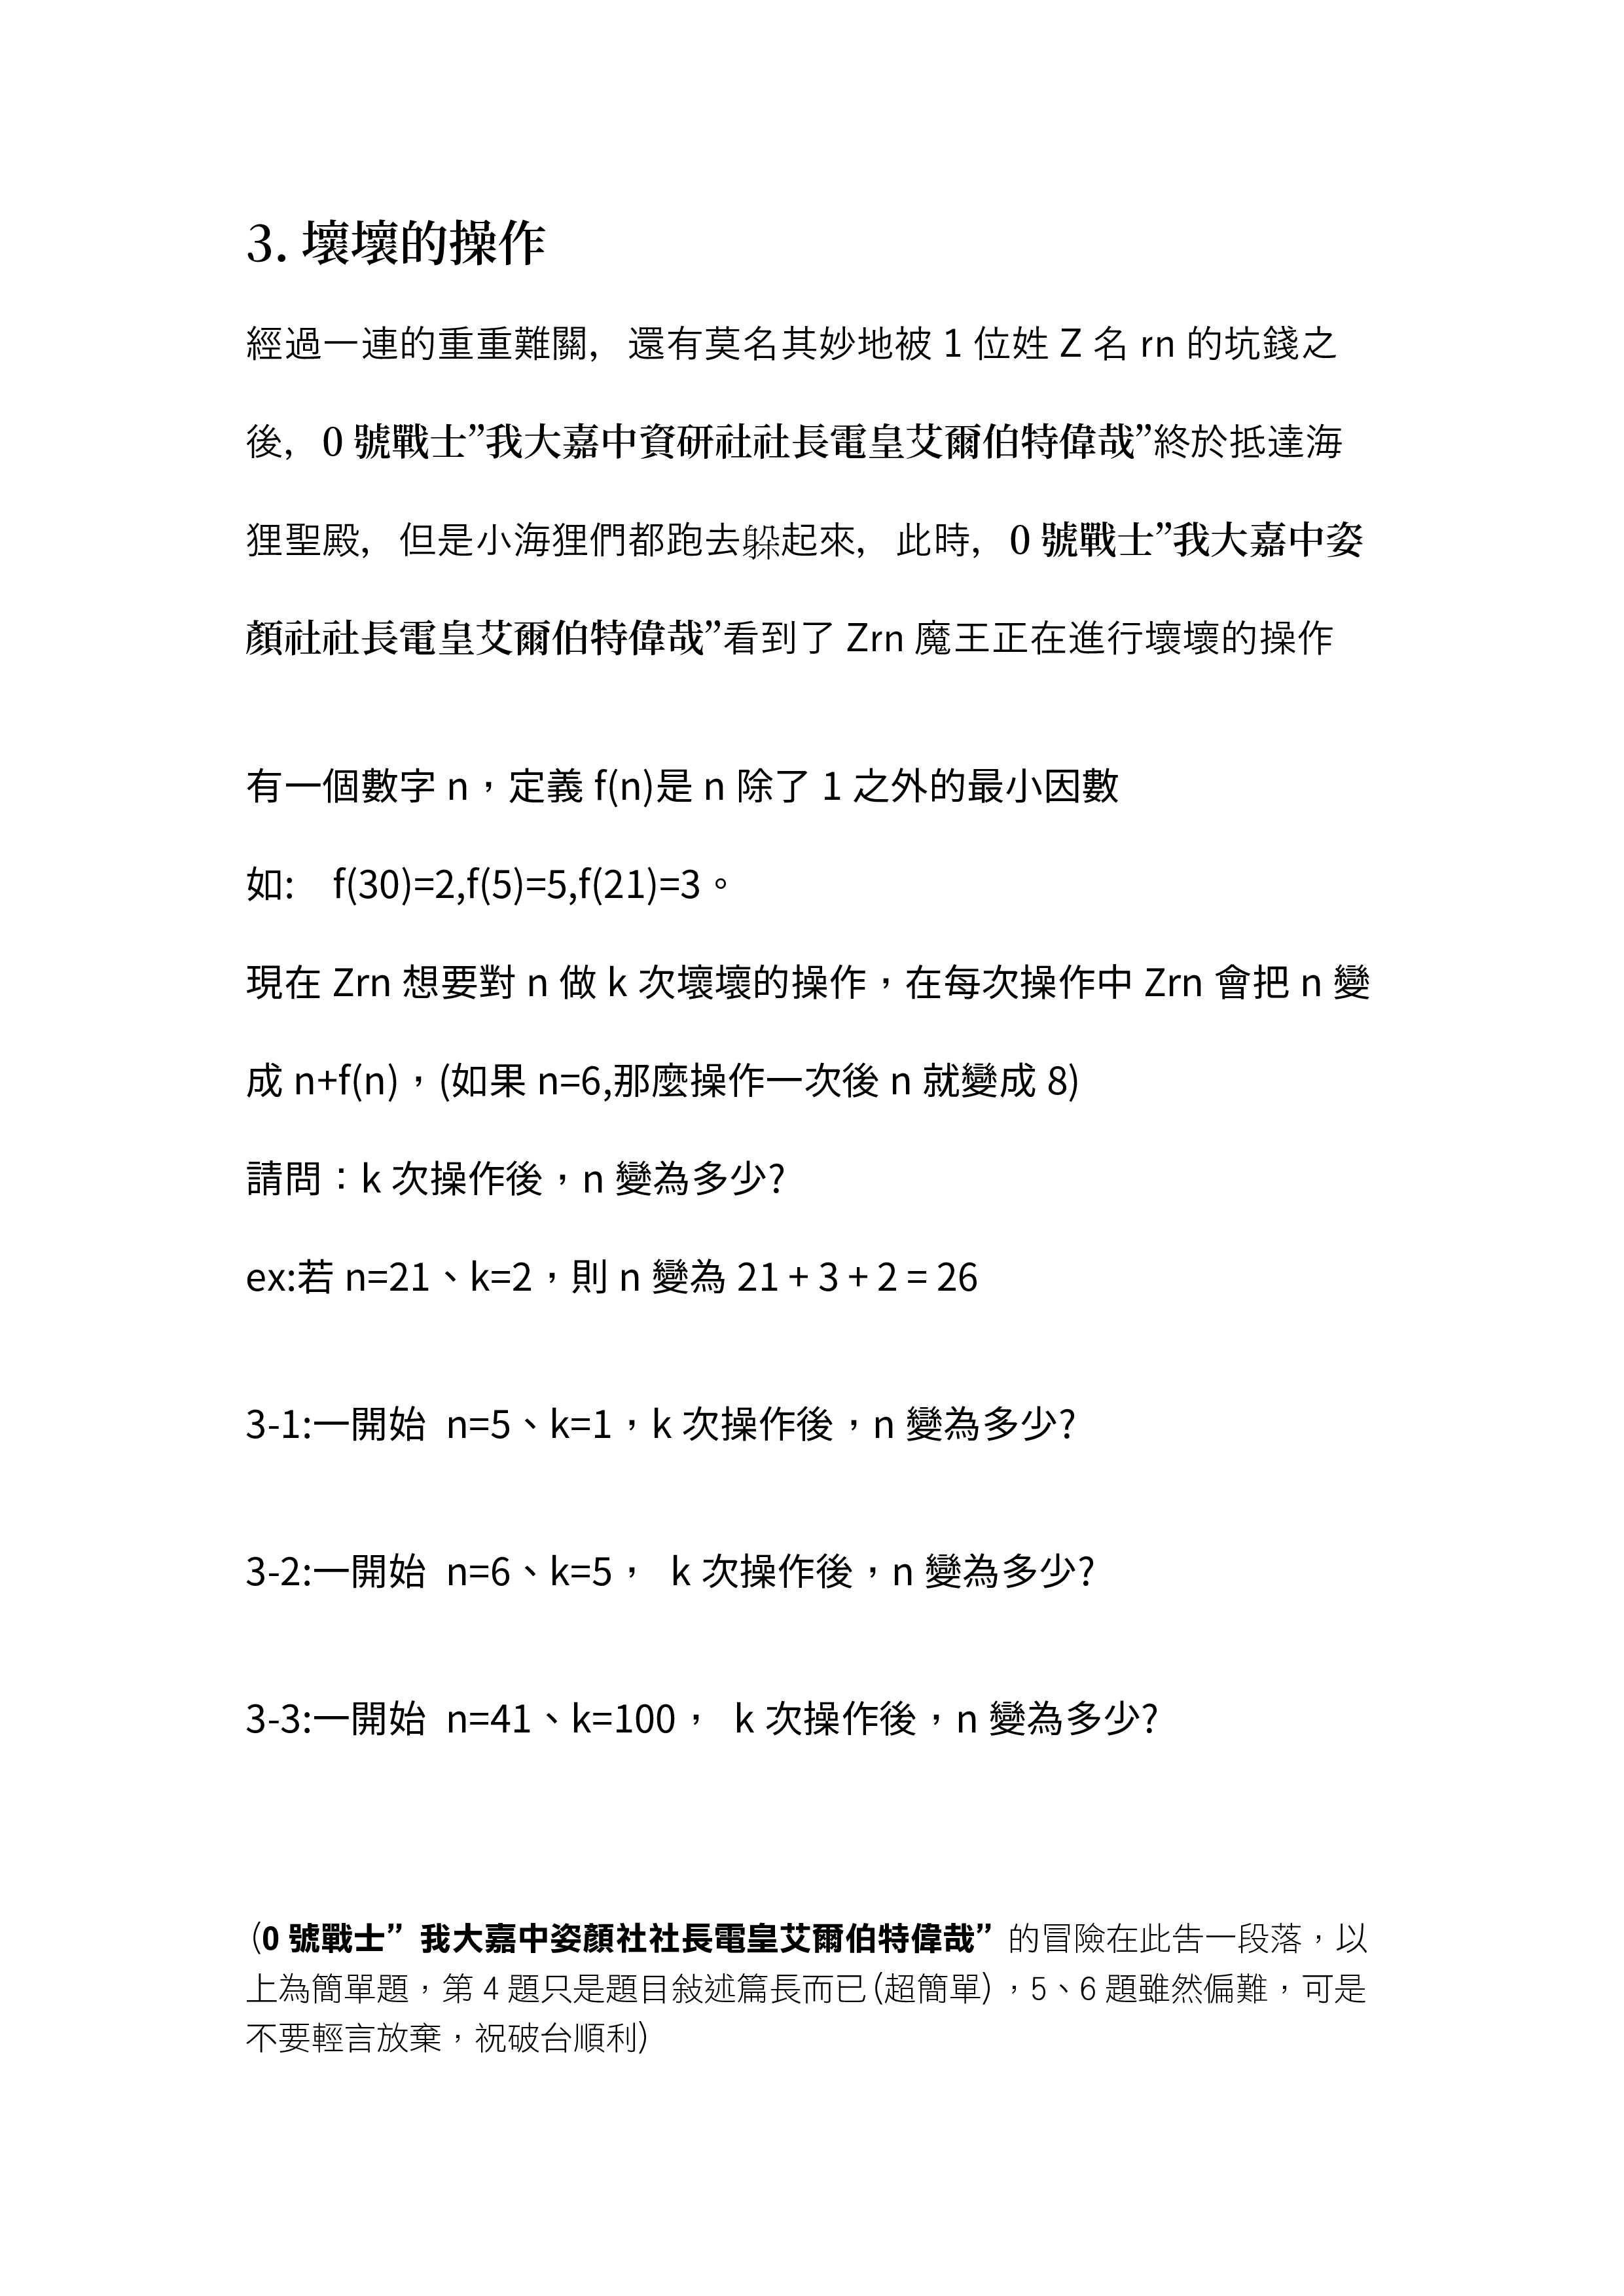 3. 壞壞的操作
經過一連的重重難關，還有莫名其妙地被 1 位姓 Z 名 rn 的坑錢之
後，0 號戰士”我大嘉中資研社社長電皇艾爾伯特偉哉”終於抵達海
狸聖殿，但是小海狸們都跑去躲起來，此時，0 號戰士”我大嘉中姿
顏社社長電皇艾爾伯特偉哉”看到了 Zrn 魔王正在進行壞壞的操作
有一個數字 n，定義 f(n)是 n 除了 1 之外的最小因數
如: f(30)=2,f(5)=5,f(21)=3。
現在 Zrn 想要對 n 做 k 次壞壞的操作，在每次操作中 Zrn 會把 n 變
成 n+f(n)，(如果 n=6,那麼操作一次後 n 就變成 8)
請問：k 次操作後，n 變為多少?
ex:若 n=21、k=2，則 n 變為 21 + 3 + 2 = 26
3-1:一開始 n=5、k=1，k 次操作後，n 變為多少?
3-2:一開始 n=6、k=5， k 次操作後，n 變為多少?
3-3:一開始 n=41、k=100， k 次操作後，n 變為多少?
(0 號戰士”我大嘉中姿顏社社長電皇艾爾伯特偉哉”的冒險在此告一段落，以
上為簡單題，第 4 題只是題目敍述篇長而已(超簡單)，5、6 題雖然偏難，可是
不要輕言放棄，祝破台順利)